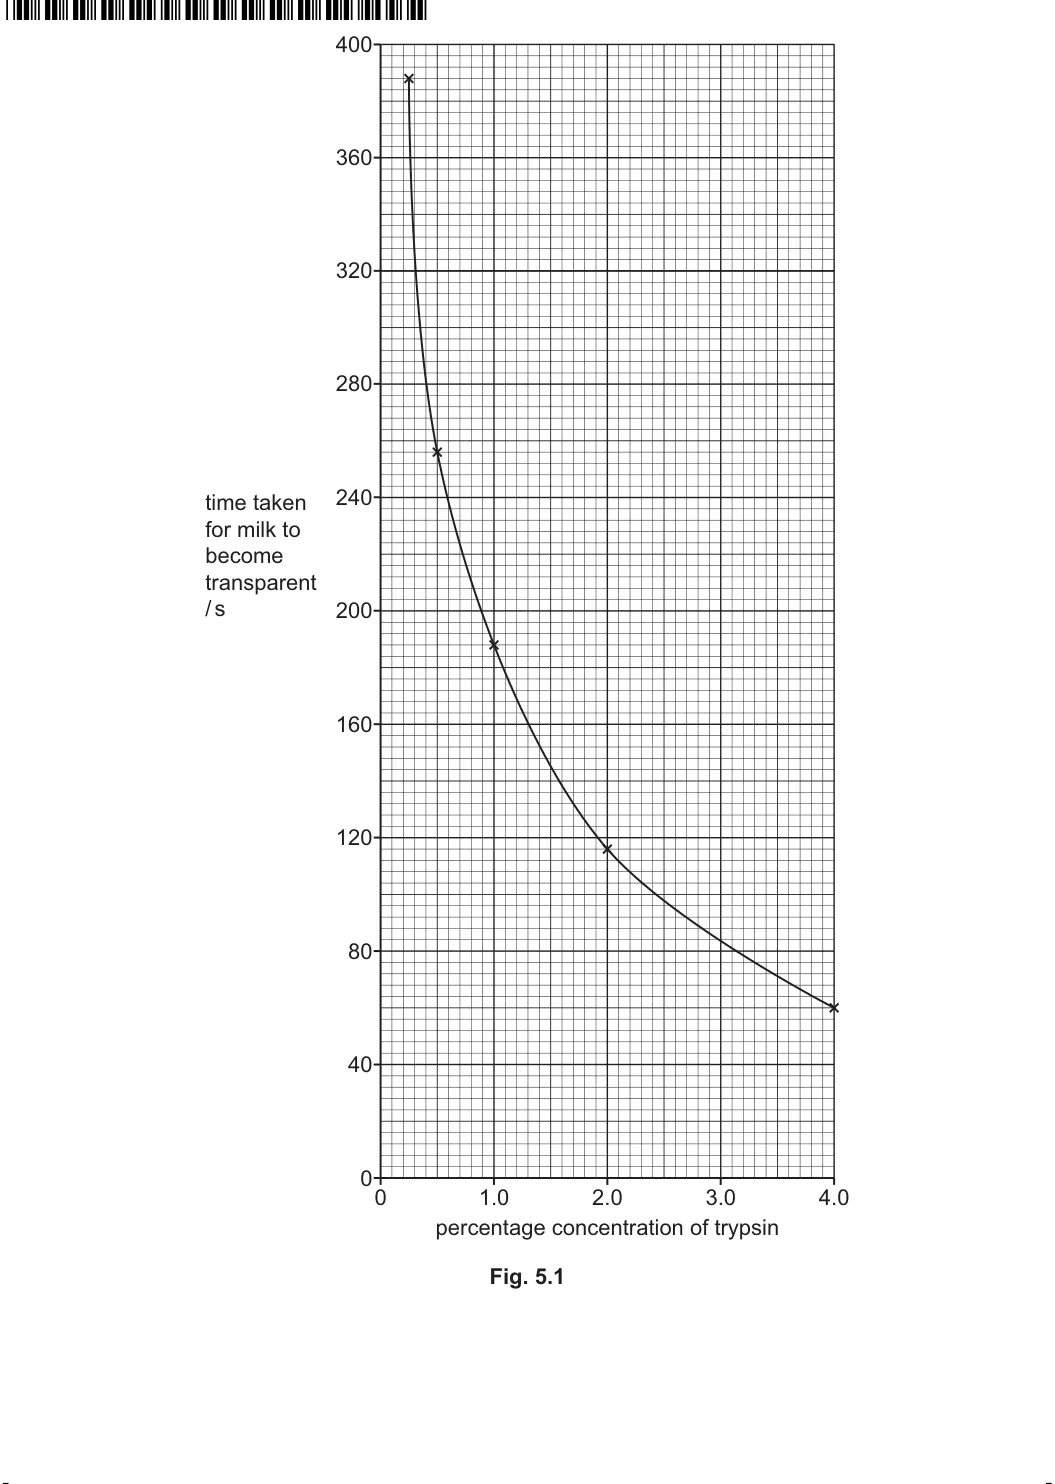 400
360
320
280
240
200
160
120
80
40
0
time taken
for milk to
become
transparent
/ s
0 1.0 2.0 3.0 4.0
percentage concentration of trypsin
Fig. 5.1